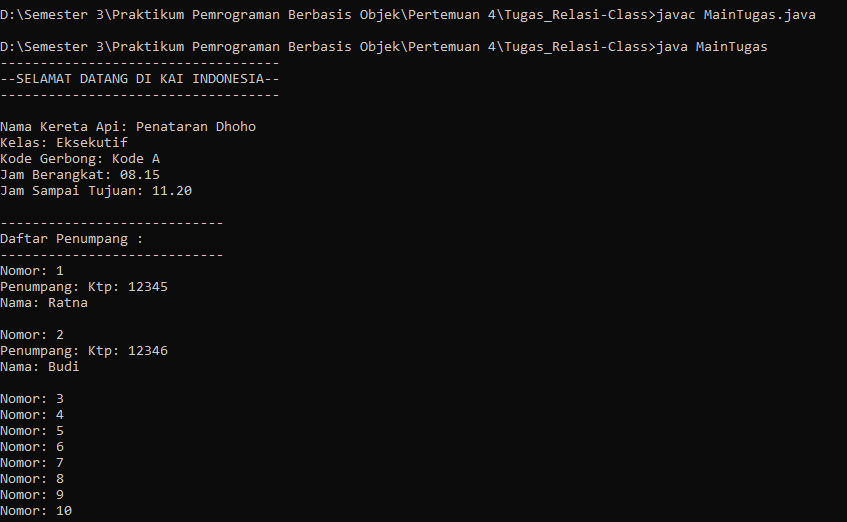 D:\Semester 3\Praktikum Pemrograman Berbasis Objek\Pertemuan 4\Tugas_Relasi-Class>javac MainTugas.java
D:\Semester 3\Praktikum Pemrograman Berbasis Objek\Pertemuan 4\Tugas_Relasi-Class>java MainTugas
-----------------------------------
--SELAMAT DATANG DI KAI INDONESIA--
-----------------------------------
Nama Kereta Api: Penataran Dhoho
Kelas: Eksekutif
Kode Gerbong: Kode A
Jam Berangkat: 08.15
Jam Sampai Tujuan: 11.20
----------------------------
Daftar Penumpang :
----------------------------
Nomor: 1
Penumpang: Ktp: 12345
Nama: Ratna
Nomor: 2
Penumpang: Ktp: 12346
Nama: Budi
Nomor: 3
Nomor: 4
Nomor: 5
Nomor: 6
Nomor: 7
Nomor: 8
Nomor: 9
Nomor: 10